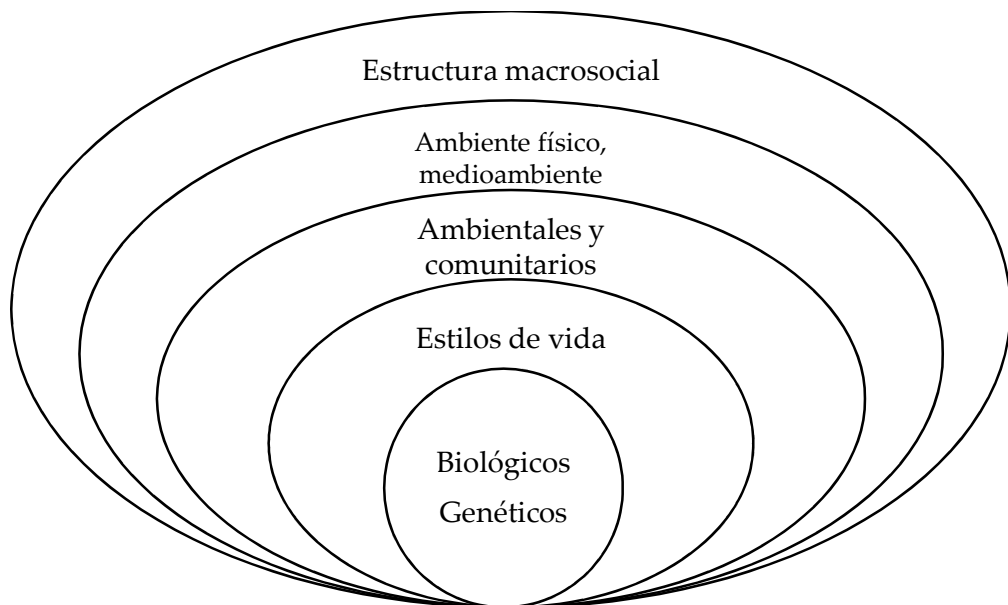 Estructura macrosocial
Ambiente físico,
medioambiente
Ambientales y
comunitarios
Estilos de vida
Biológicos
Genéticos